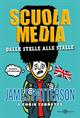 SCUOLA
MEDIA
DALLE STELLE ALLE STALLE
JAMES PATTERSON
E CHRIS TEBBETTS